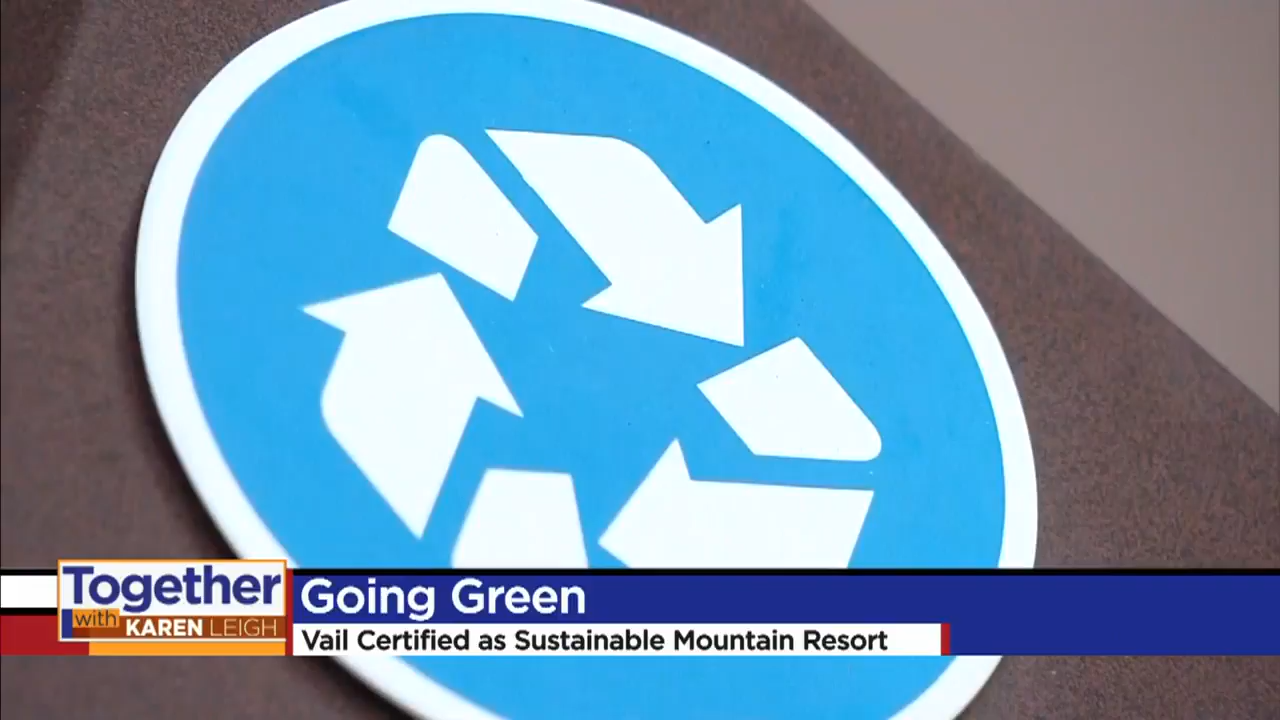 Together
with
KAREN LEIGH
Going Green
Vail Certified as Sustainable Mountain Resort